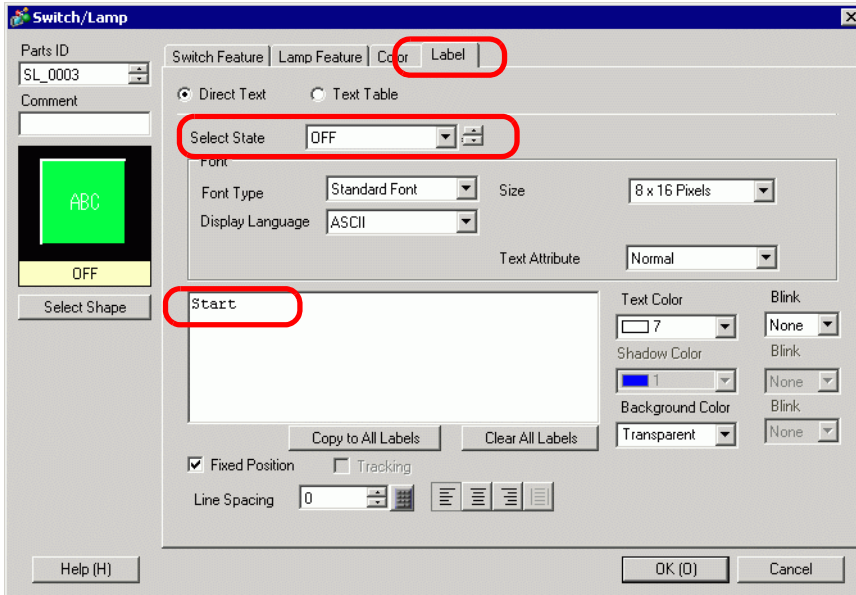 Switch/Lamp
Parts ID
SL_0003
Comment
ABC
OFF
Select Shape
Switch Feature Lamp Feature Color Label
Direct Text Text Table
Select State OFF
Font
Font Type Standard Font Size 8 x 16 Pixels
Display Language ASCII
Text Attribute Normal
Start
Text Color Blink
7 None
Shadow Color Blink
1 None
Background Color Blink
Transparent None
Copy to All Labels Clear All Labels
Fixed Position Tracking
Line Spacing 0
Help (H) OK (O) Cancel